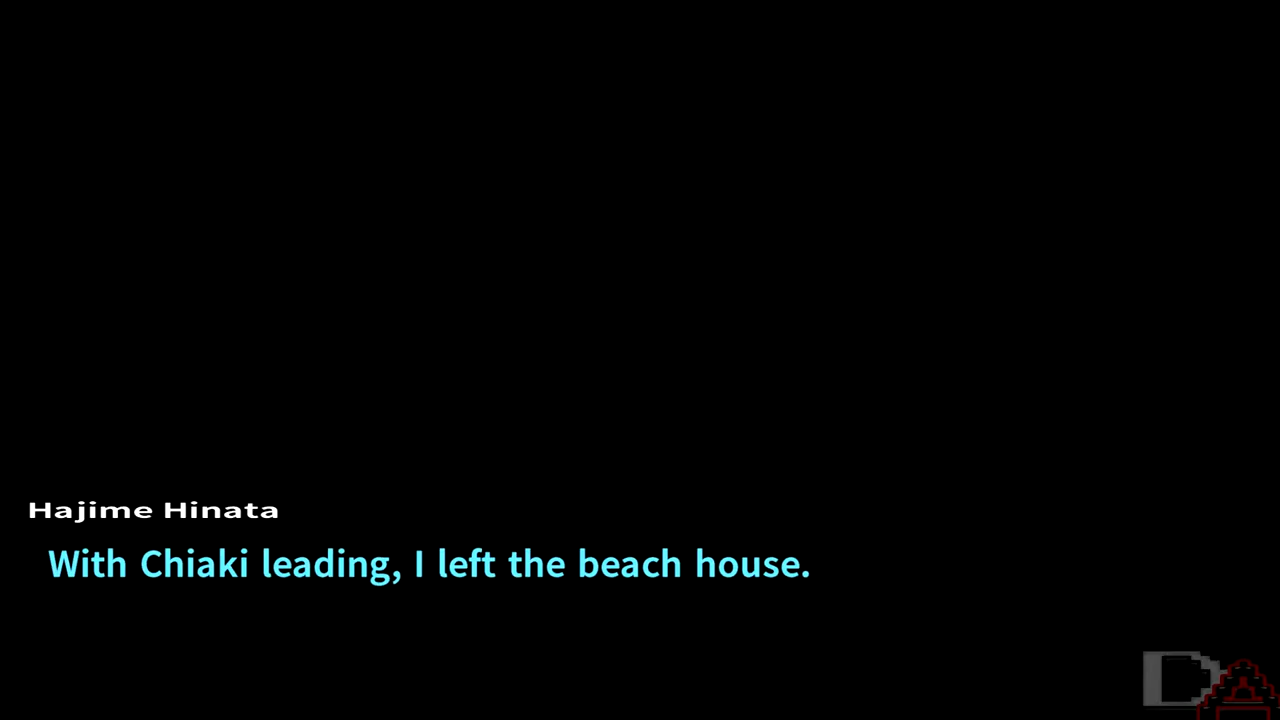 Hajime Hinata
With Chiaki leading, I left the beach house.